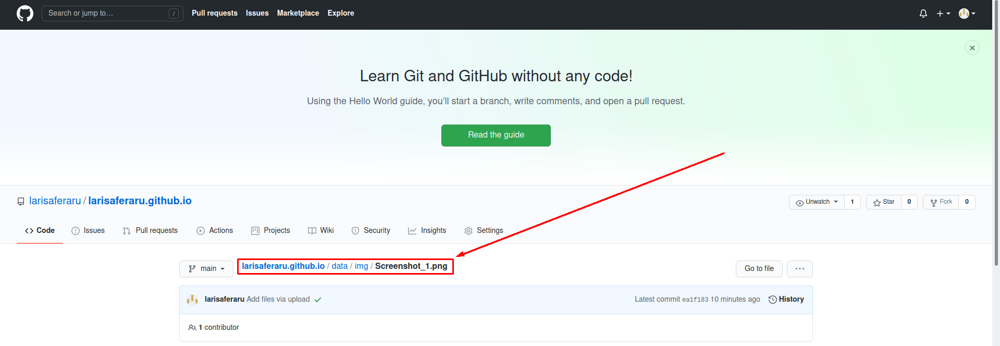 Search or jump to… /
Pull requests Issues Marketplace Explore
Learn Git and GitHub without any code!
Using the Hello World guide, you’ll start a branch, write comments, and open a pull request.
Read the guide
larisaferaru / larisaferaru.github.io
Unwatch 1 Star 0 Fork 0
Code Issues Pull requests Actions Projects Wiki Security Insights Settings
main larisaferaru.github.io / data / img / Screenshot_1.png Go to file ...
larisaferaru Add files via upload Latest commit ea1f183 10 minutes ago History
1 contributor